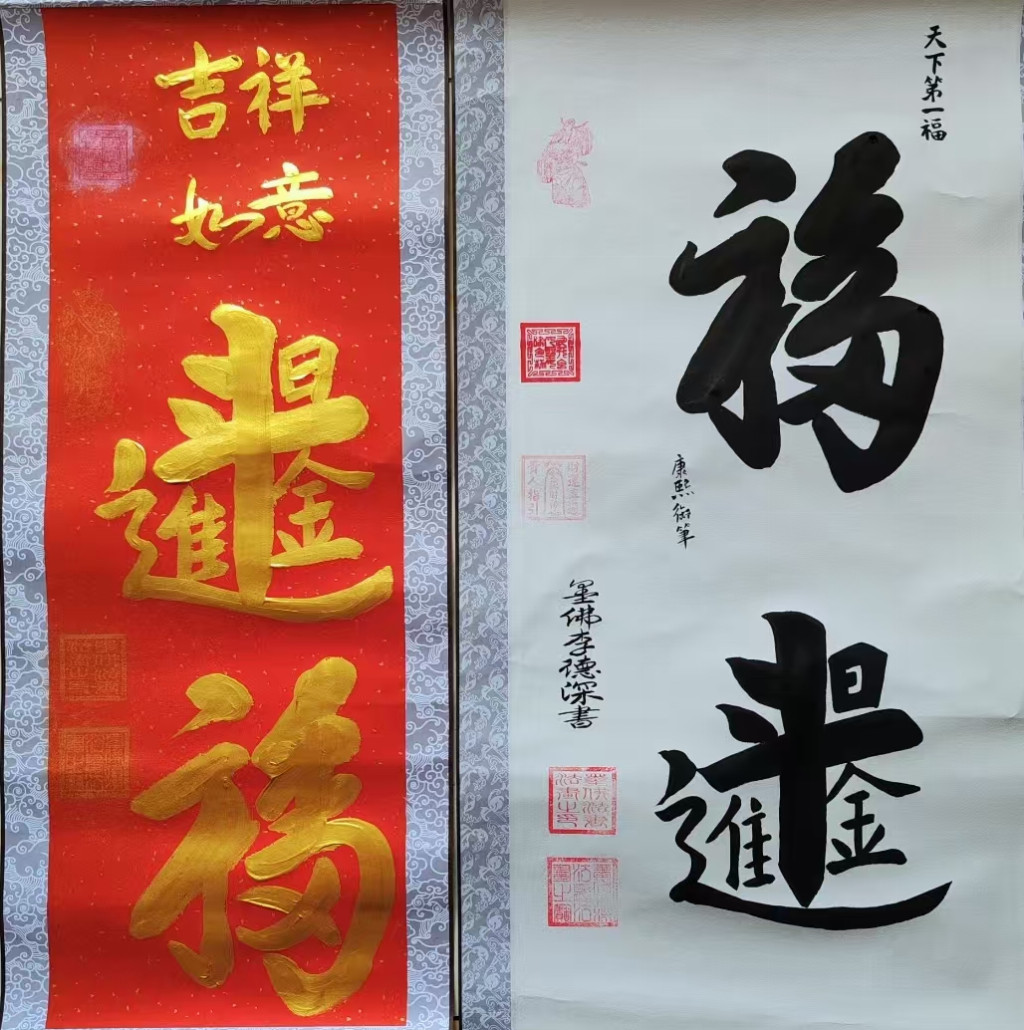 吉祥
如意
日進斗金
福
天下第一福
福
康熙御筆
日進斗金
墨佛李德深書